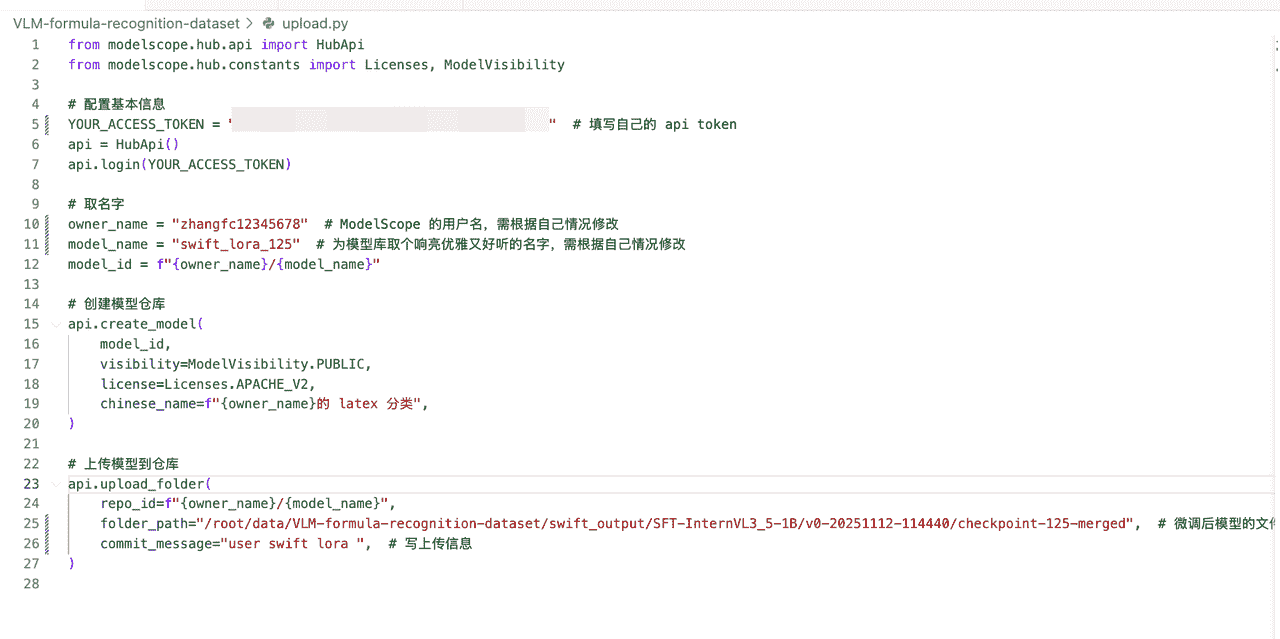 VLM-formula-recognition-dataset > upload.py
1 from modelscope.hub.api import HubApi
2 from modelscope.hub.constants import Licenses, ModelVisibility
3
4 # 配置基本信息
5 YOUR_ACCESS_TOKEN = " " # 填写自己的 api token
6 api = HubApi()
7 api.login(YOUR_ACCESS_TOKEN)
8
9 # 取名字
10 owner_name = "zhangfc12345678" # ModelScope 的用户名，需根据自己情况修改
11 model_name = "swift_lora_125" # 为模型库取个响亮优雅又好听的名字，需根据自己情况修改
12 model_id = f"{owner_name}/{model_name}"
13
14 # 创建模型仓库
15 api.create_model(
16 model_id,
17 visibility=ModelVisibility.PUBLIC,
18 license=Licenses.APACHE_V2,
19 chinese_name=f"{owner_name}的 latex 分类",
20 )
21
22 # 上传模型到仓库
23 api.upload_folder(
24 repo_id=f"{owner_name}/{model_name}",
25 folder_path="/root/data/VLM-formula-recognition-dataset/swift_output/SFT-InternVL3_5-1B/v0-20251112-114440/checkpoint-125-merged", # 微调后模型的文件
26 commit_message="user swift lora ", # 写上传信息
27 )
28